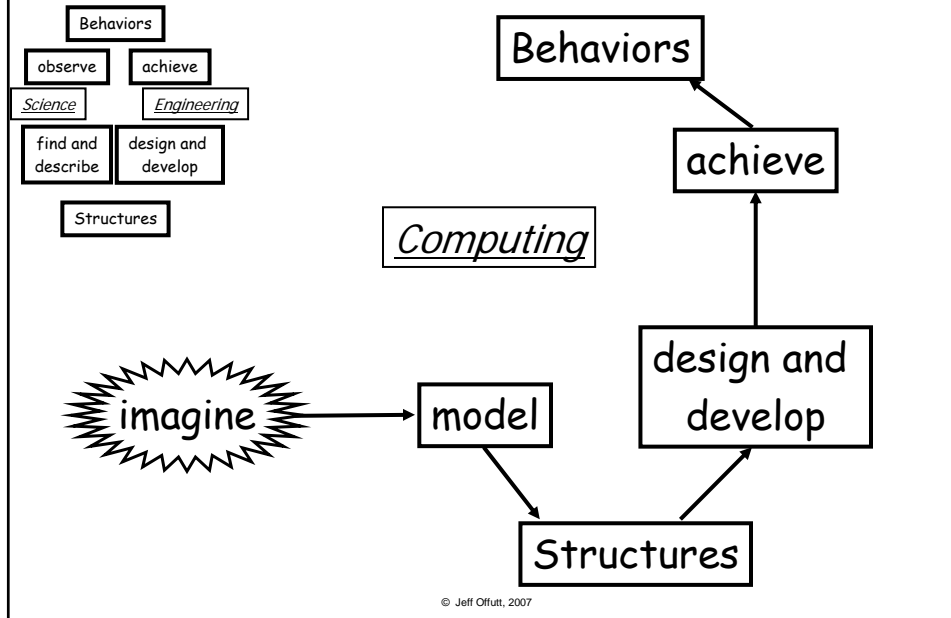 Behaviors
observe
achieve
Science
Engineering
find and
describe
design and
develop
Structures
Behaviors
achieve
Computing
design and
develop
imagine
model
Structures
© Jeff Offutt, 2007